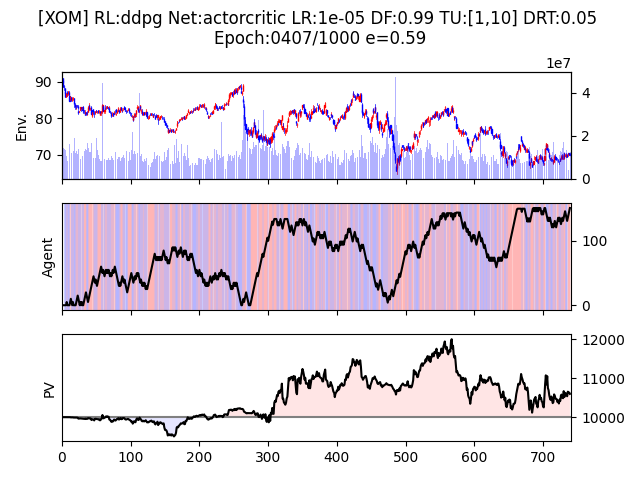 [XOM] RL:ddpg Net:actorcritic LR:1e-05 DF:0.99 TU:[1,10] DRT:0.05
Epoch:0407/1000 e=0.59
1e7
90
80
70
Env.
4
2
0
Agent
100
0
PV
12000
11000
10000
0 100 200 300 400 500 600 700